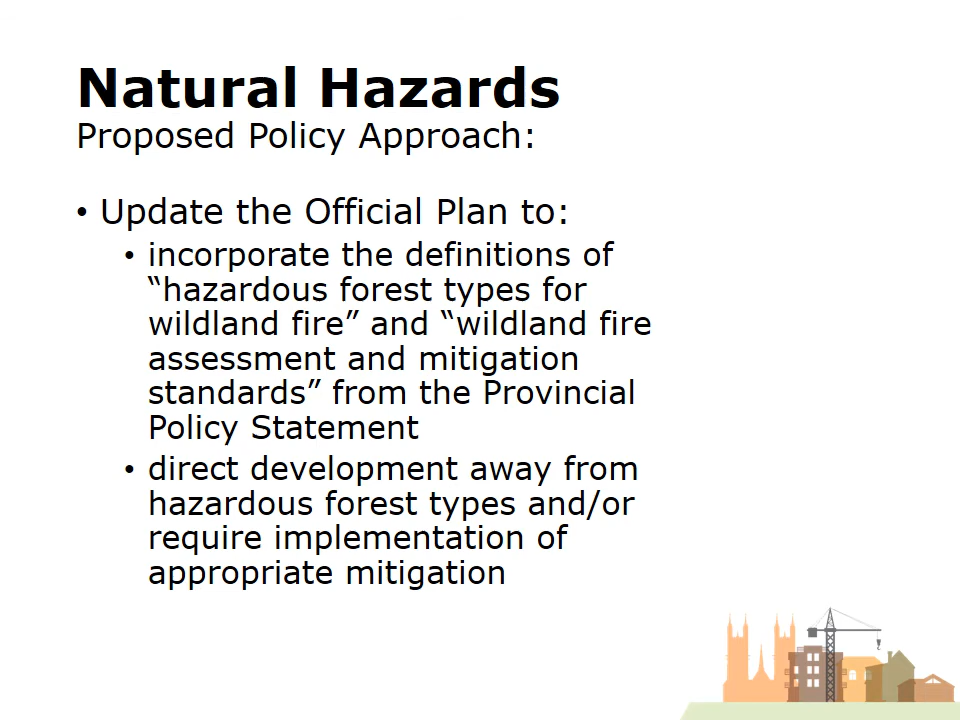 Natural Hazards
Proposed Policy Approach:
• Update the Official Plan to:
• incorporate the definitions of
“hazardous forest types for
wildland fire” and “wildland fire
assessment and mitigation
standards” from the Provincial
Policy Statement
• direct development away from
hazardous forest types and/or
require implementation of
appropriate mitigation